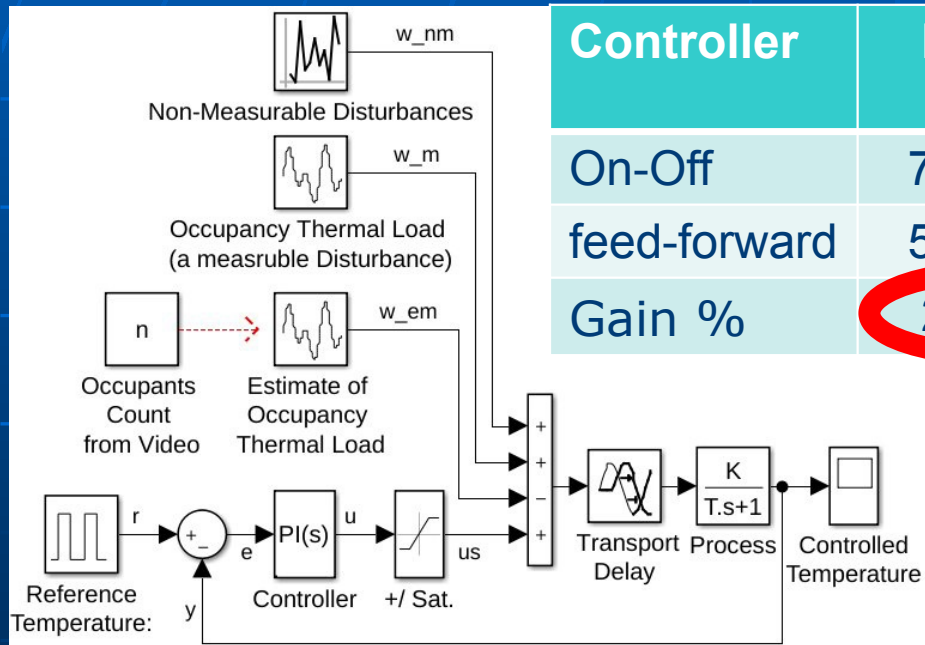 w_nm
Non-Measurable Disturbances
w_m
Occupancy Thermal Load
(a measruble Disturbance)
w_em
n
Occupants
Count
from Video
Estimate of
Occupancy
Thermal Load
r
+
-
e
PI(s)
u
us
+
+
-
+
K
T.s+1
Reference
Temperature:
y
Controller
+/ Sat.
Transport
Delay
Process
Controlled
Temperature
Controller
On-Off 7
feed-forward 5
Gain %